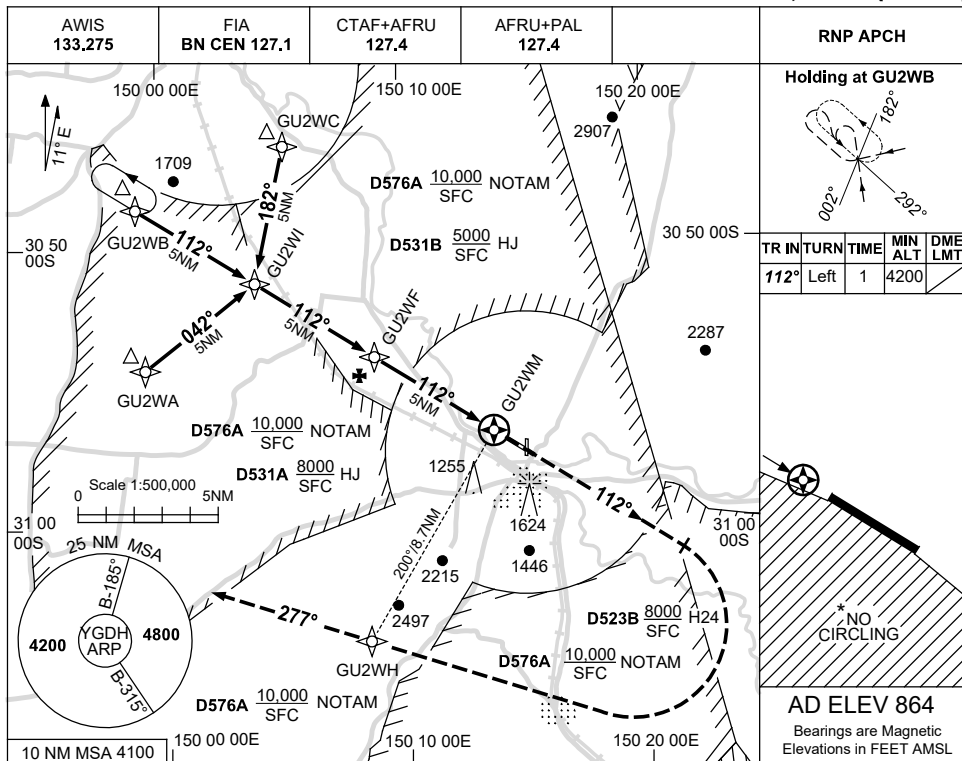 AWIS
133.275
FIA
BN CEN 127.1
CTAF+AFRU
127.4
AFRU+PAL
127.4
RNP APCH
150 00 00E
150 10 00E
150 20 00E
11° E
1709
GU2WC
2907
182°
5NM
D576A 10,000 SFC NOTAM
D531B 5000 SFC HJ
GU2WB
112°
5NM
GU2WI
30 50
00S
30 50 00S
042°
5NM
112°
5NM
GU2WF
2287
GU2WA
112°
5NM
GU2WM
D576A 10,000 SFC NOTAM
D531A 8000 SFC HJ
1255
Scale 1:500,000
0
5NM
112°
1624
31 00
00S
31 00
00S
25 NM MSA
B-185°
4200
YGDH
ARP
4800
B-315°
200°/8.7NM
2215
1446
2497
277°
GU2WH
D523B 8000 SFC H24
D576A 10,000 SFC NOTAM
D576A 10,000 SFC NOTAM
10 NM MSA 4100
150 00 00E
150 10 00E
150 20 00E
Holding at GU2WB
182°
002°
292°
TR IN TURN TIME MIN ALT DME LMT
112° Left 1 4200
*NO
CIRCLING
AD ELEV 864
Bearings are Magnetic
Elevations in FEET AMSL